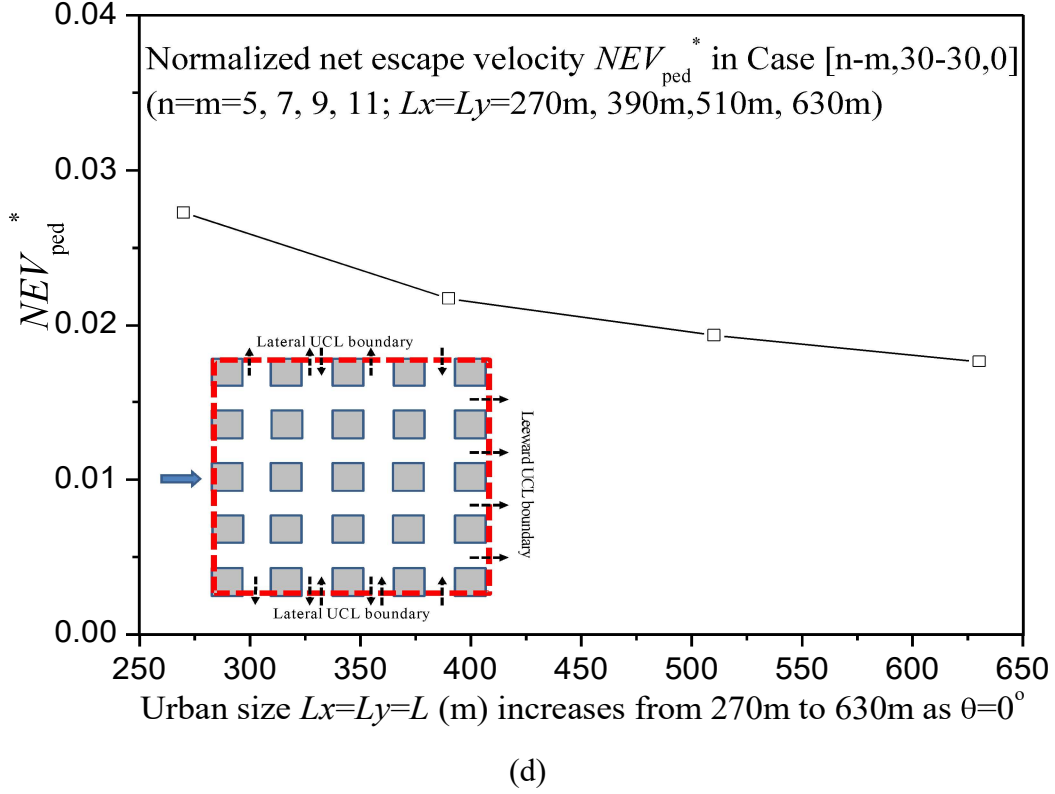 0.04
Normalized net escape velocity NEVped* in Case [n-m,30-30,0]
(n=m=5, 7, 9, 11; Lx=Ly=270m, 390m,510m, 630m)
0.03
NEVped*
0.02
Lateral UCL boundary
Leeward UCL boundary
0.01
Lateral UCL boundary
0.00
250 300 350 400 450 500 550 600 650
Urban size Lx=Ly=L (m) increases from 270m to 630m as θ=0°
(d)